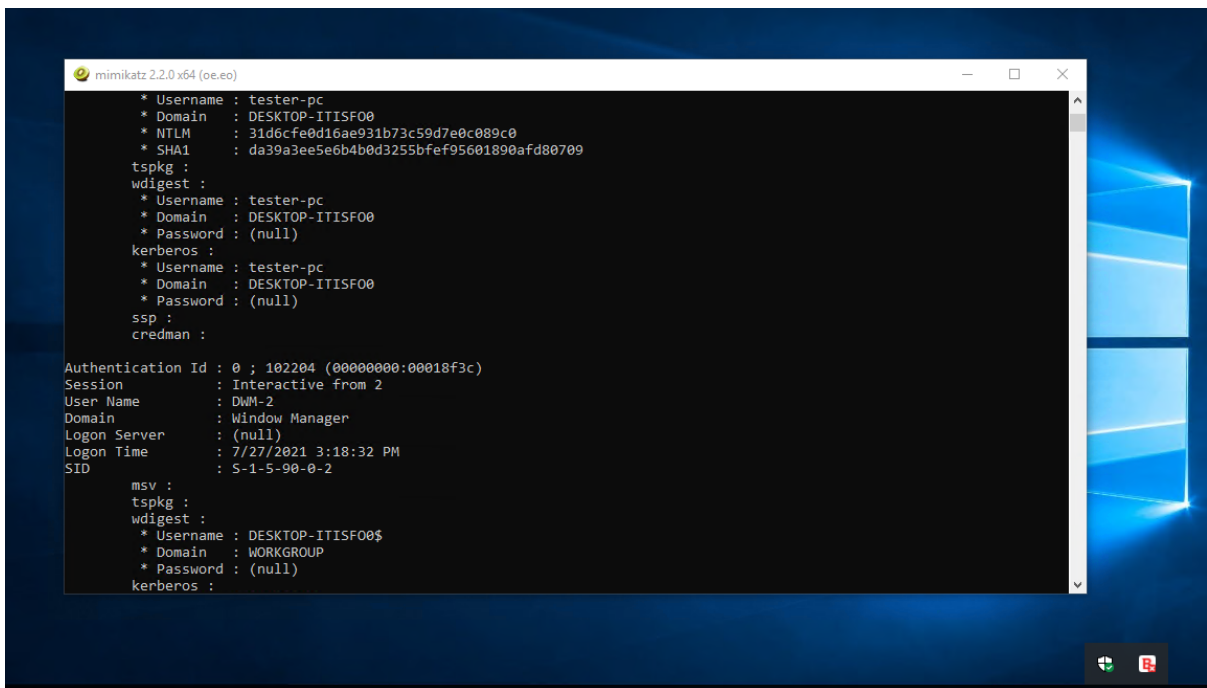 mimikatz 2.2.0 x64 (oe.eo)
* Username : tester-pc
* Domain : DESKTOP-ITISFO0
* NTLM : 31d6cfe0d16ae931b73c59d7e0c089c0
* SHA1 : da39a3ee5e6b4b0d3255bfef95601890afd80709
tspkg :
wdigest :
* Username : tester-pc
* Domain : DESKTOP-ITISFO0
* Password : (null)
kerberos :
* Username : tester-pc
* Domain : DESKTOP-ITISFO0
* Password : (null)
ssp :
credman :
Authentication Id : 0 ; 102204 (00000000:00018f3c)
Session : Interactive from 2
User Name : DWM-2
Domain : Window Manager
Logon Server : (null)
Logon Time : 7/27/2021 3:18:32 PM
SID : S-1-5-90-0-2
msv :
tspkg :
wdigest :
* Username : DESKTOP-ITISFO0$
* Domain : WORKGROUP
* Password : (null)
kerberos :
B